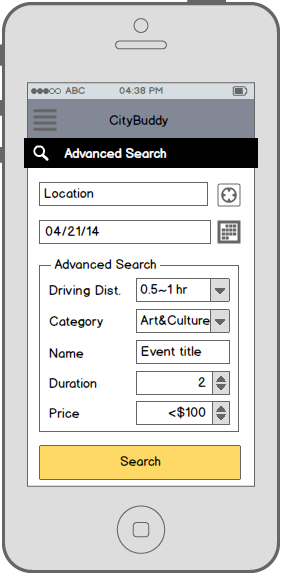 ABC 04:38 PM
CityBuddy
Advanced Search
Location
04/21/14
Advanced Search
Driving Dist. 0.5~1 hr
Category Art&Culture
Name Event title
Duration 2
Price <$100
Search